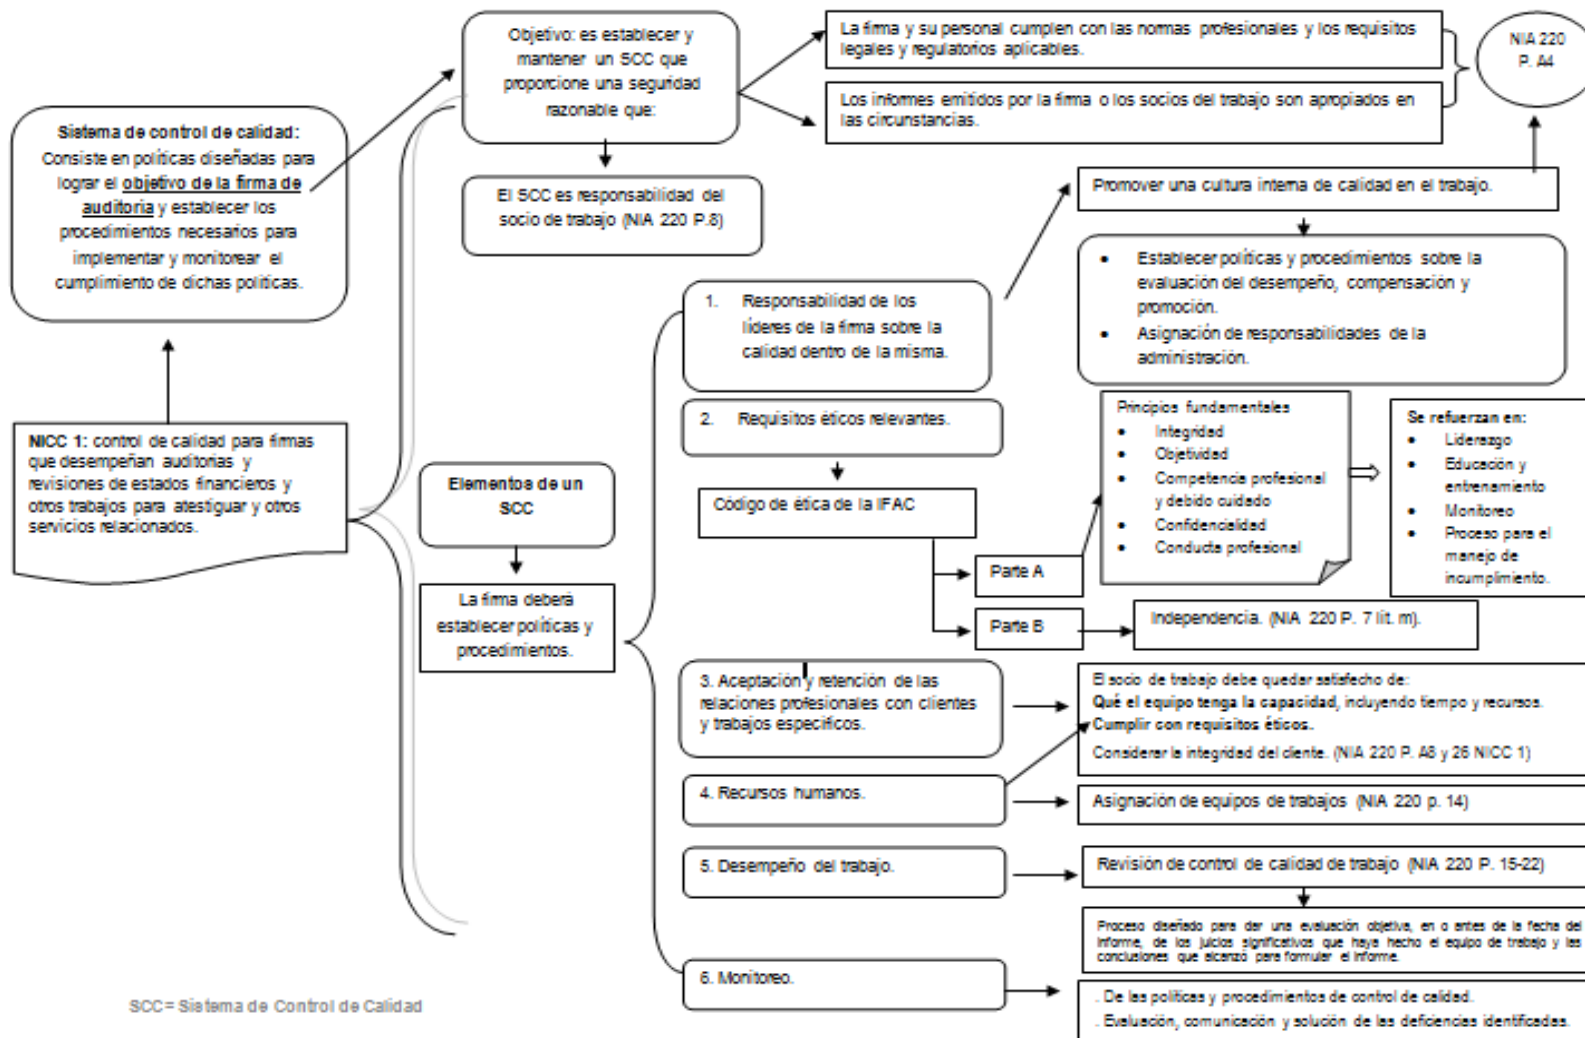 Objetivo: es establecer y
mantener un SCC que
proporcione una seguridad
razonable que:
La firma y su personal cumplen con las normas profesionales y los requisitos
legales y regulatorios aplicables.
Los informes emitidos por la firma o los socios del trabajo son apropiados en
las circunstancias.
NIA 220
P. A4
Sistema de control de calidad:
Consiste en políticas diseñadas para
lograr el objetivo de la firma de
auditoria y establecer los
procedimientos necesarios para
implementar y monitorear el
cumplimiento de dichas políticas.
El SCC es responsabilidad del
socio de trabajo (NIA 220 P.8)
Promover una cultura interna de calidad en el trabajo.
• Establecer políticas y procedimientos sobre la
evaluación del desempeño, compensación y
promoción.
• Asignación de responsabilidades de la
administración.
1. Responsabilidad de los
líderes de la firma sobre la
calidad dentro de la misma.
2. Requisitos éticos relevantes.
NICC 1: control de calidad para firmas
que desempeñan auditorias y
revisiones de estados financieros y
otros trabajos para atestiguar y otros
servicios relacionados.
Elementos de un
SCC
La firma deberá
establecer políticas y
procedimientos.
Código de ética de la IFAC
Parte A
Parte B
Principios fundamentales
• Integridad
• Objetividad
• Competencia profesional
y debido cuidado
• Confidencialidad
• Conducta profesional
Se refuerzan en:
• Liderazgo
• Educación y
entrenamiento
• Monitoreo
• Proceso para el
manejo de
incumplimiento.
Independencia. (NIA 220 P. 7 lit. m).
3. Aceptación y retención de las
relaciones profesionales con clientes
y trabajos específicos.
El socio de trabajo debe quedar satisfecho de:
Qué el equipo tenga la capacidad, incluyendo tiempo y recursos.
Cumplir con requisitos éticos.
Considerar la integridad del cliente. (NIA 220 P. A8 y 26 NICC 1)
4. Recursos humanos.
Asignación de equipos de trabajos (NIA 220 p. 14)
5. Desempeño del trabajo.
Revisión de control de calidad de trabajo (NIA 220 P. 15-22)
Proceso diseñado para dar una evaluación objetiva, en o antes de la fecha del
informe, de los juicios significativos que haya hecho el equipo de trabajo y las
conclusiones que alcanzó para formular el informe.
6. Monitoreo.
. De las políticas y procedimientos de control de calidad.
. Evaluación, comunicación y solución de las deficiencias identificadas.
SCC= Sistema de Control de Calidad